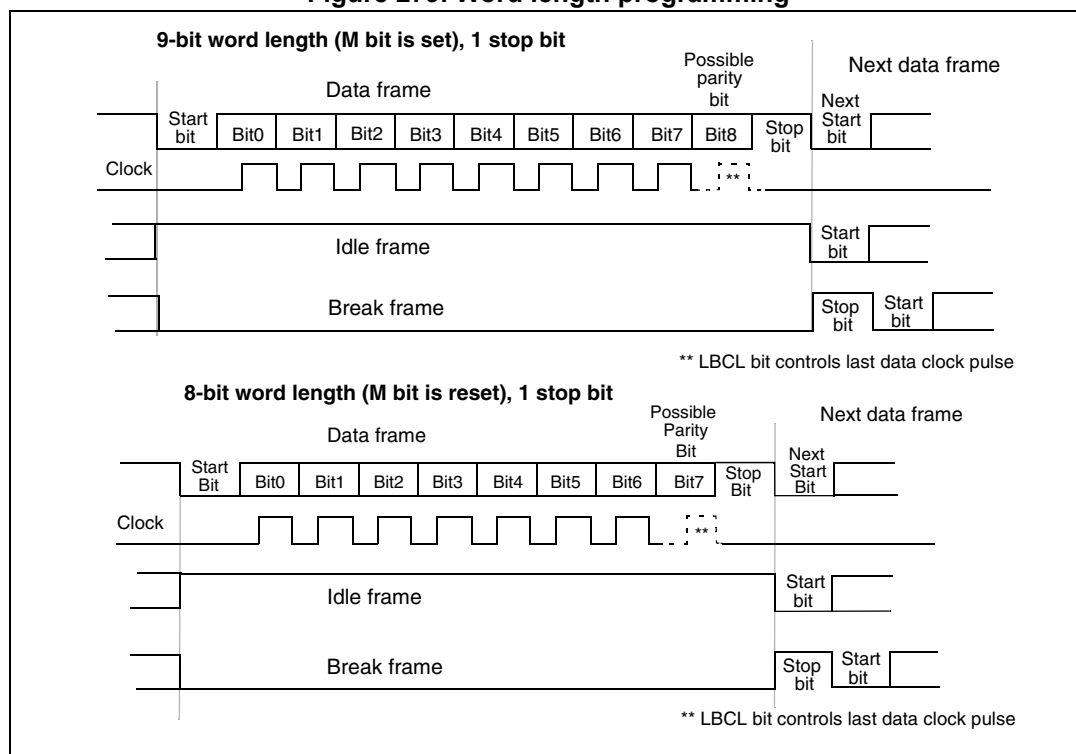 9-bit word length (M bit is set), 1 stop bit
Possible
parity
bit
Next data frame
Data frame
Next
Start
bit
Start
bit
Bit0 Bit1 Bit2 Bit3 Bit4 Bit5 Bit6 Bit7 Bit8
Stop
bit
Clock
**
Idle frame
Start
bit
Break frame
Stop
bit
Start
bit
** LBCL bit controls last data clock pulse
8-bit word length (M bit is reset), 1 stop bit
Possible
Parity
Bit
Next data frame
Data frame
Next
Start
Bit
Start
Bit
Bit0 Bit1 Bit2 Bit3 Bit4 Bit5 Bit6 Bit7
Stop
Bit
Clock
**
Idle frame
Start
bit
Break frame
Stop
bit
Start
bit
** LBCL bit controls last data clock pulse